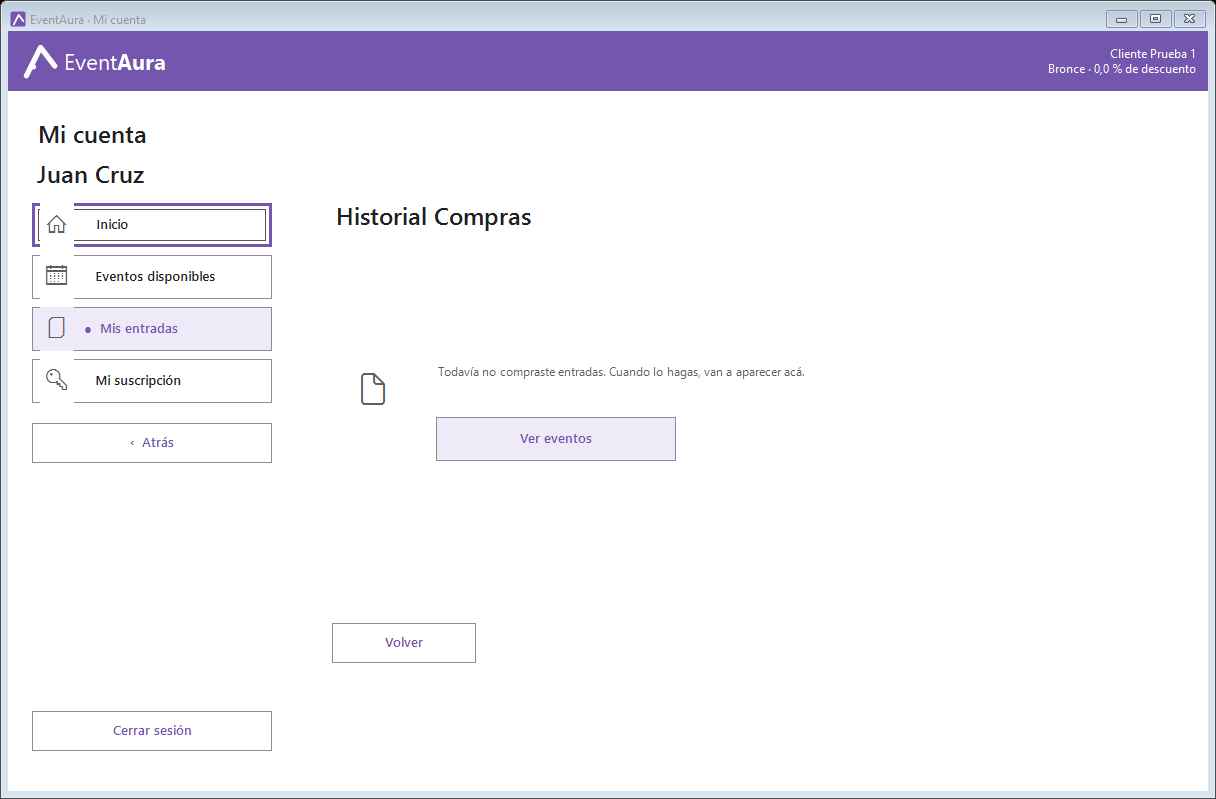 EventAura · Mi cuenta
EventAura
Cliente Prueba 1
Bronce · 0,0 % de descuento
Mi cuenta
Juan Cruz
Inicio
Historial Compras
Eventos disponibles
● Mis entradas
Mi suscripción
Todavía no compraste entradas. Cuando lo hagas, van a aparecer acá.
‹ Atrás
Ver eventos
Volver
Cerrar sesión